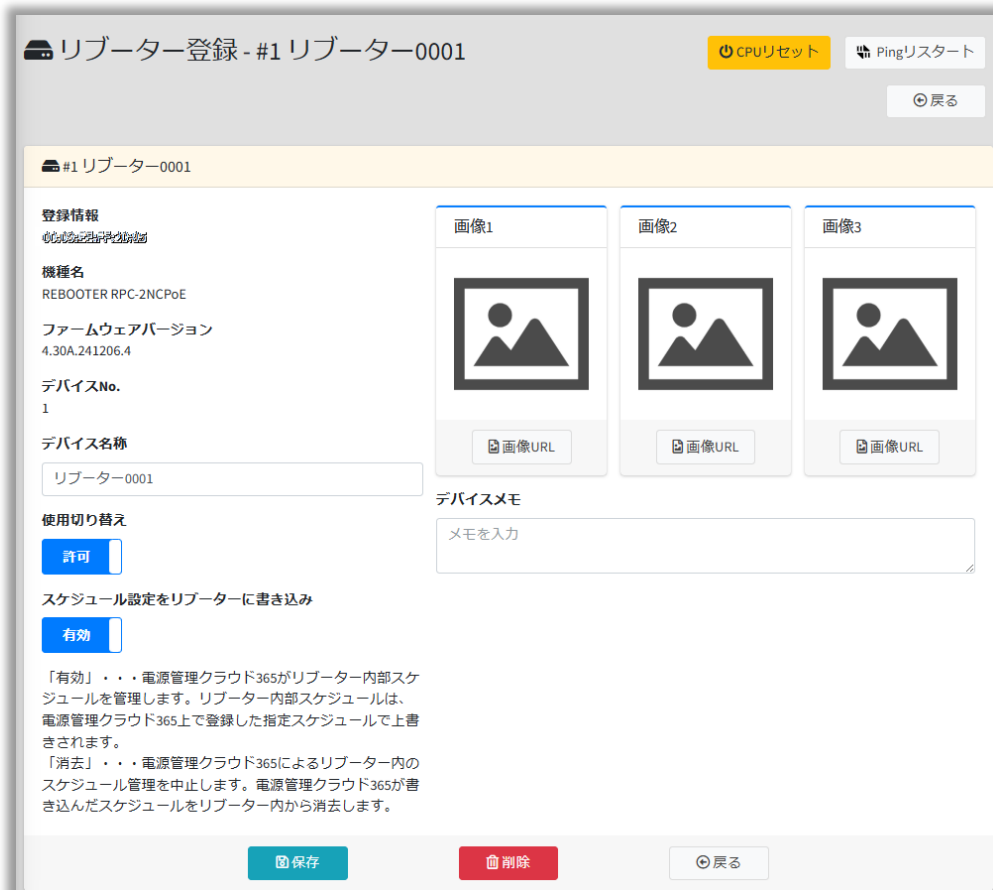 リブーター登録 - #1 リブーター0001
CPUリセット
Pingリスタート
戻る
#1 リブーター0001
登録情報
機種名
REBOOTER RPC-2NCPoE
ファームウェアバージョン
4.30A.241206.4
デバイスNo.
1
デバイス名称
リブーター0001
使用切り替え
許可
スケジュール設定をリブーターに書き込み
有効
「有効」・・・電源管理クラウド365がリブーター内部スケ
ジュールを管理します。リブーター内部スケジュールは、
電源管理クラウド365上で登録した指定スケジュールで上書
きされます。
「消去」・・・電源管理クラウド365によるリブーター内の
スケジュール管理を中止します。電源管理クラウド365が書
き込んだスケジュールをリブーター内から消去します。
画像1
画像2
画像3
画像URL
画像URL
画像URL
デバイスメモ
メモを入力
保存
削除
戻る